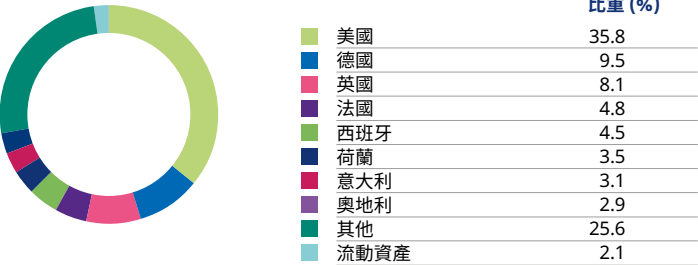 比重 (%)
美國 35.8
德國 9.5
英國 8.1
法國 4.8
西班牙 4.5
荷蘭 3.5
意大利 3.1
奧地利 2.9
其他 25.6
流動資產 2.1